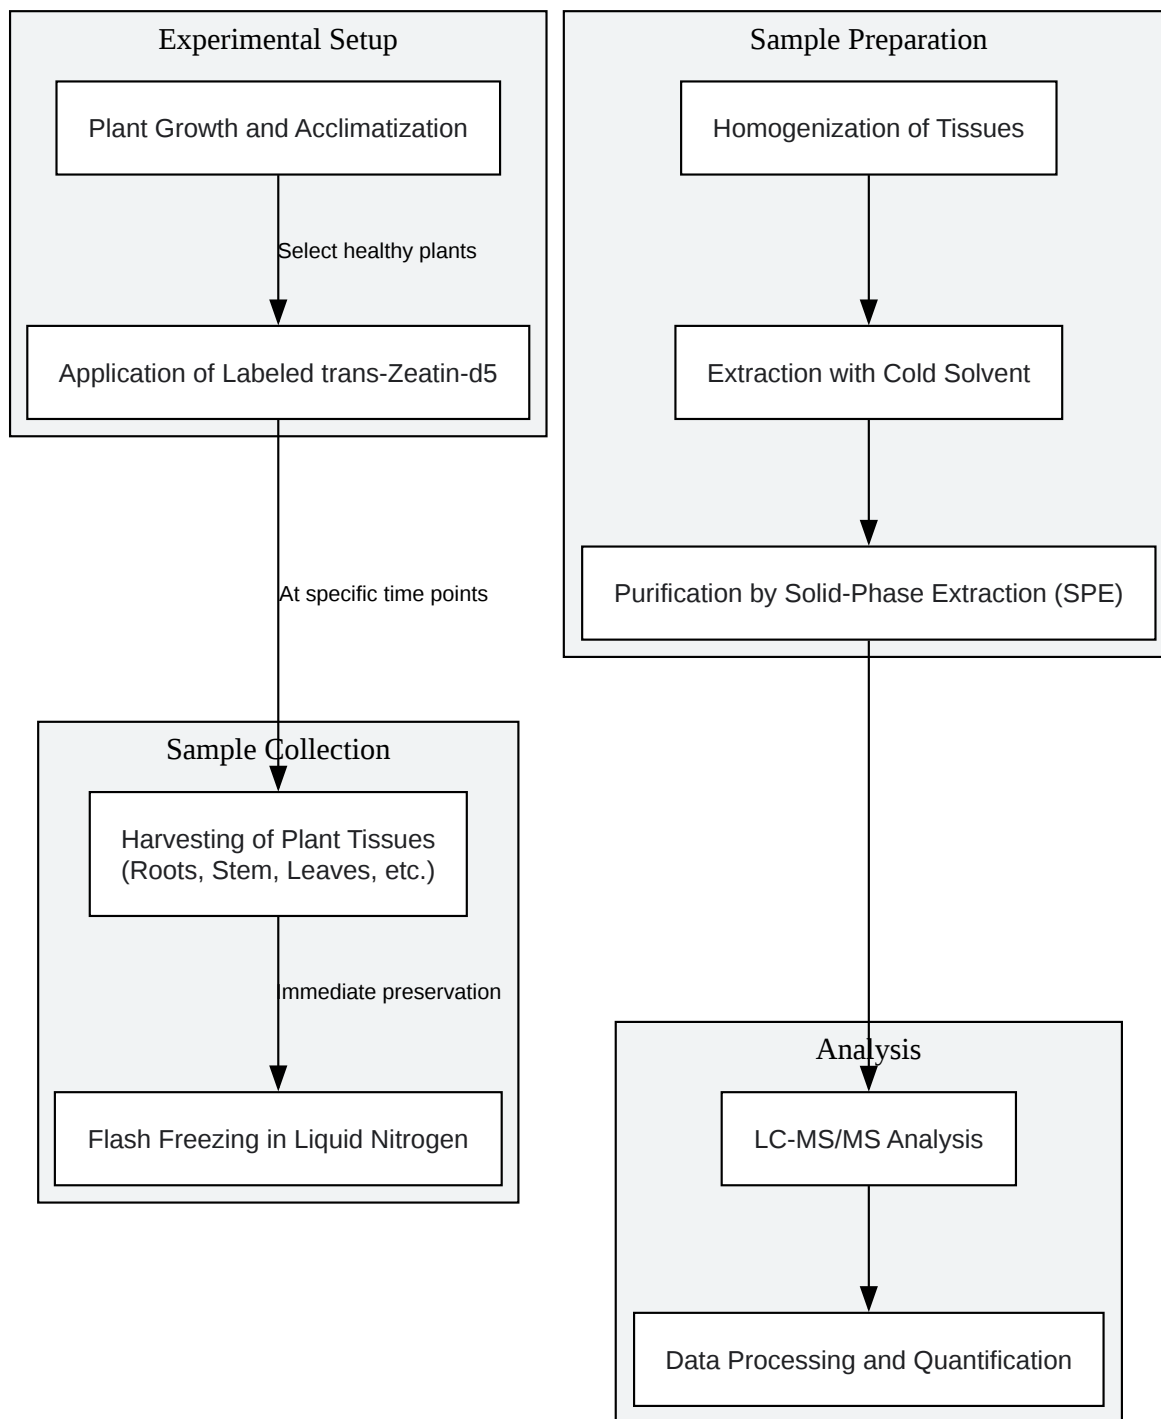 Experimental Setup
Plant Growth and Acclimatization
Select healthy plants
Application of Labeled trans-Zeatin-d5
At specific time points
Sample Collection
Harvesting of Plant Tissues
(Roots, Stem, Leaves, etc.)
Immediate preservation
Flash Freezing in Liquid Nitrogen
Sample Preparation
Homogenization of Tissues
Extraction with Cold Solvent
Purification by Solid-Phase Extraction (SPE)
Analysis
LC-MS/MS Analysis
Data Processing and Quantification